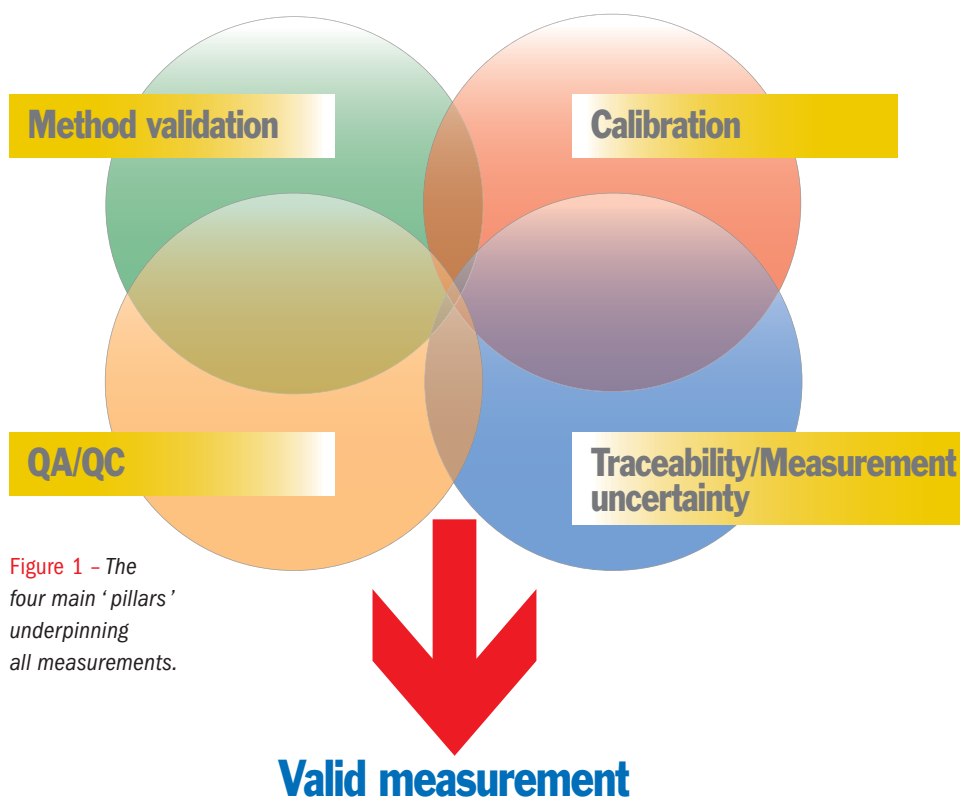 Method validation
Calibration
QA/QC
Traceability/Measurement
uncertainty
Figure 1 – The
four main ‘ pillars ’
underpinning
all measurements.
Valid measurement